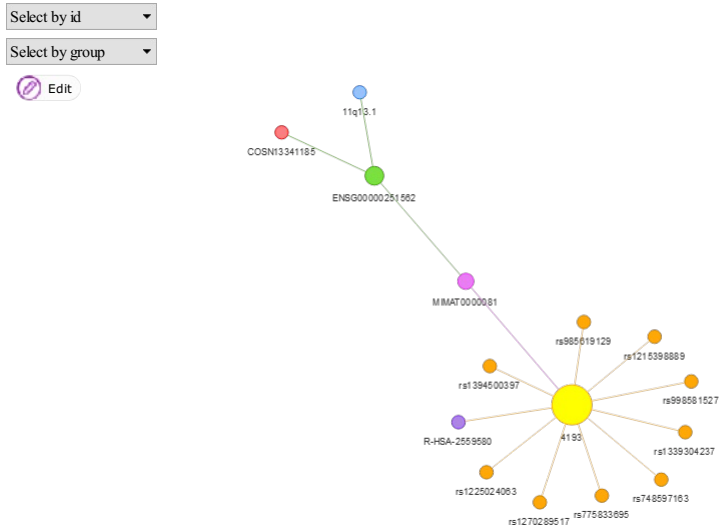 Select by id
Select by group
Edit
11q13.1
COSN13341185
ENSG00000251562
MIMAT0000081
rs985619129
rs1215398889
rs1394500397
rs998581527
4193
R-HSA-2559580
rs1339304237
rs1225024063
rs748597163
rs775833695
rs1270289517